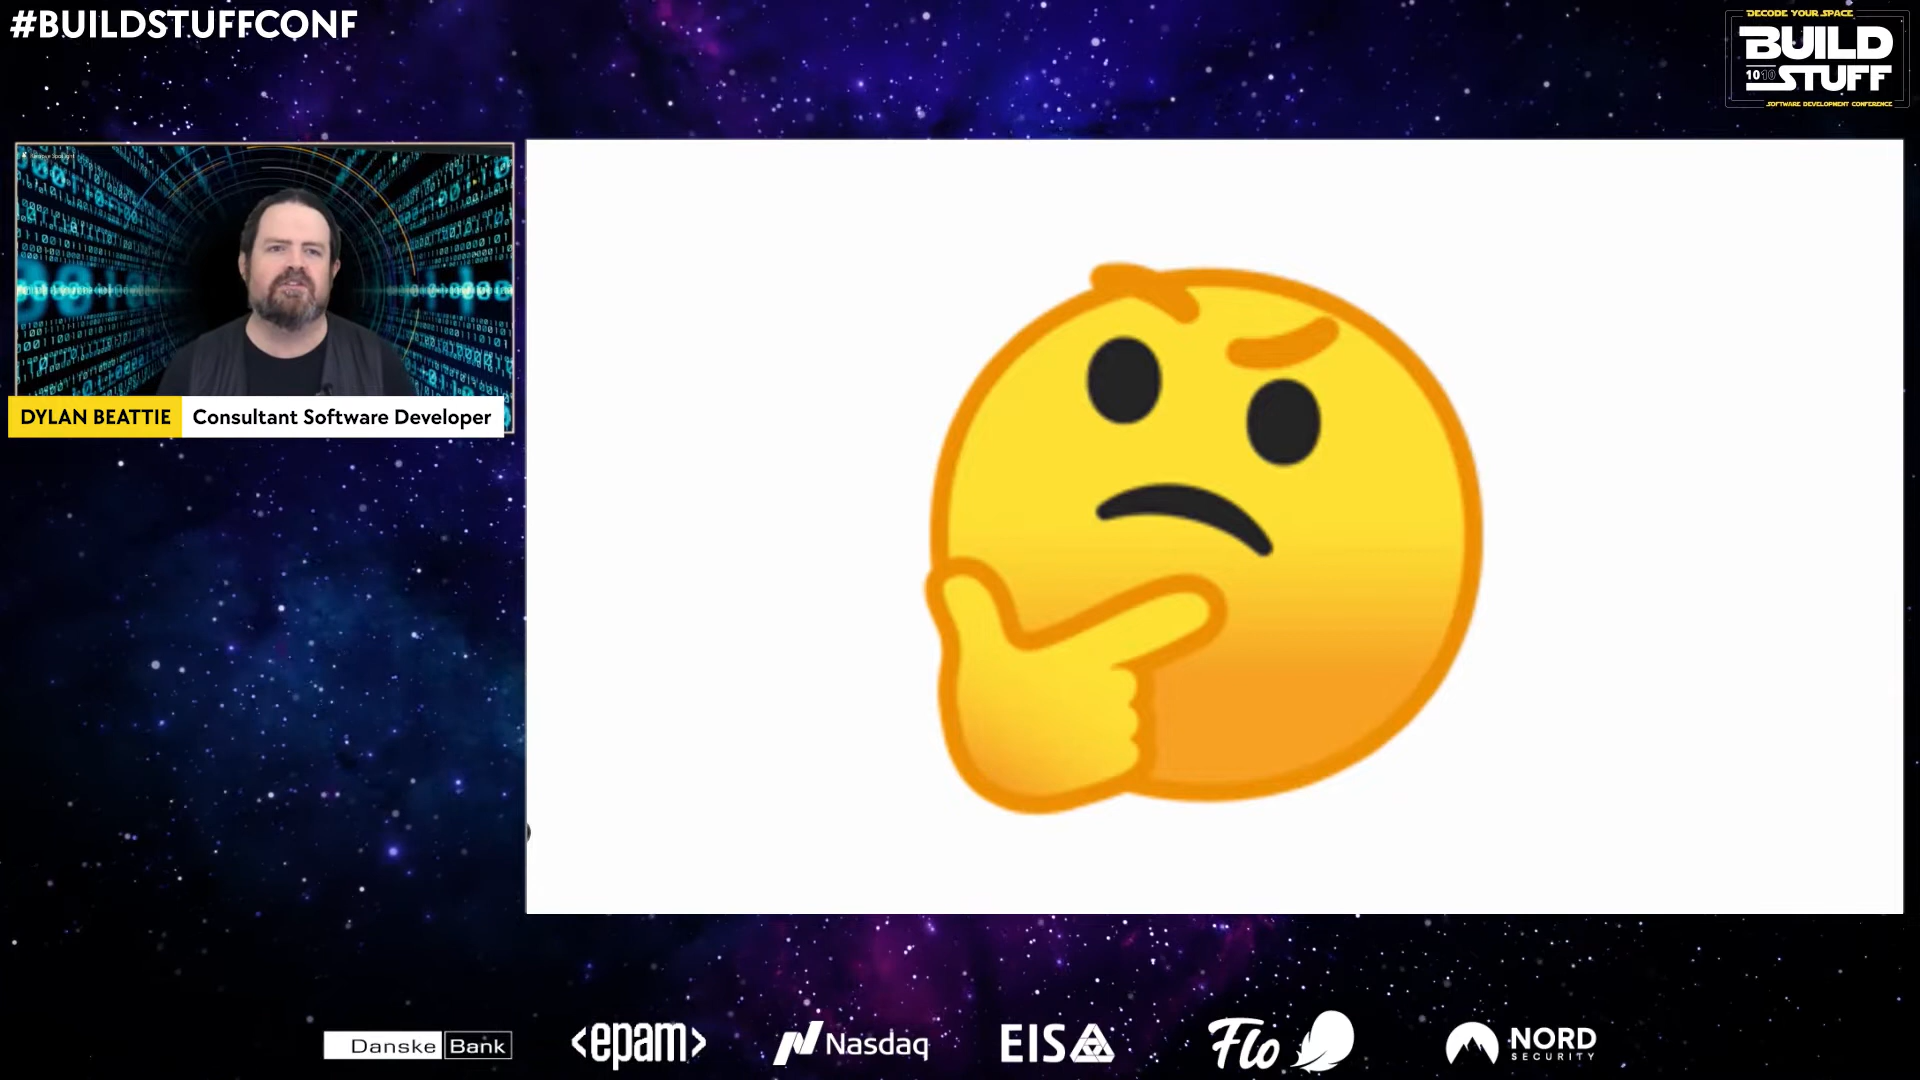 #BUILDSTUFFCONF
DECODE YOUR SPACE
BUILD
STUFF
SOFTWARE DEVELOPMENT CONFERENCE
DYLAN BEATTIE
Consultant Software Developer
Danske Bank
<epam>
Nasdaq
EIS
Flo
NORD
SECURITY